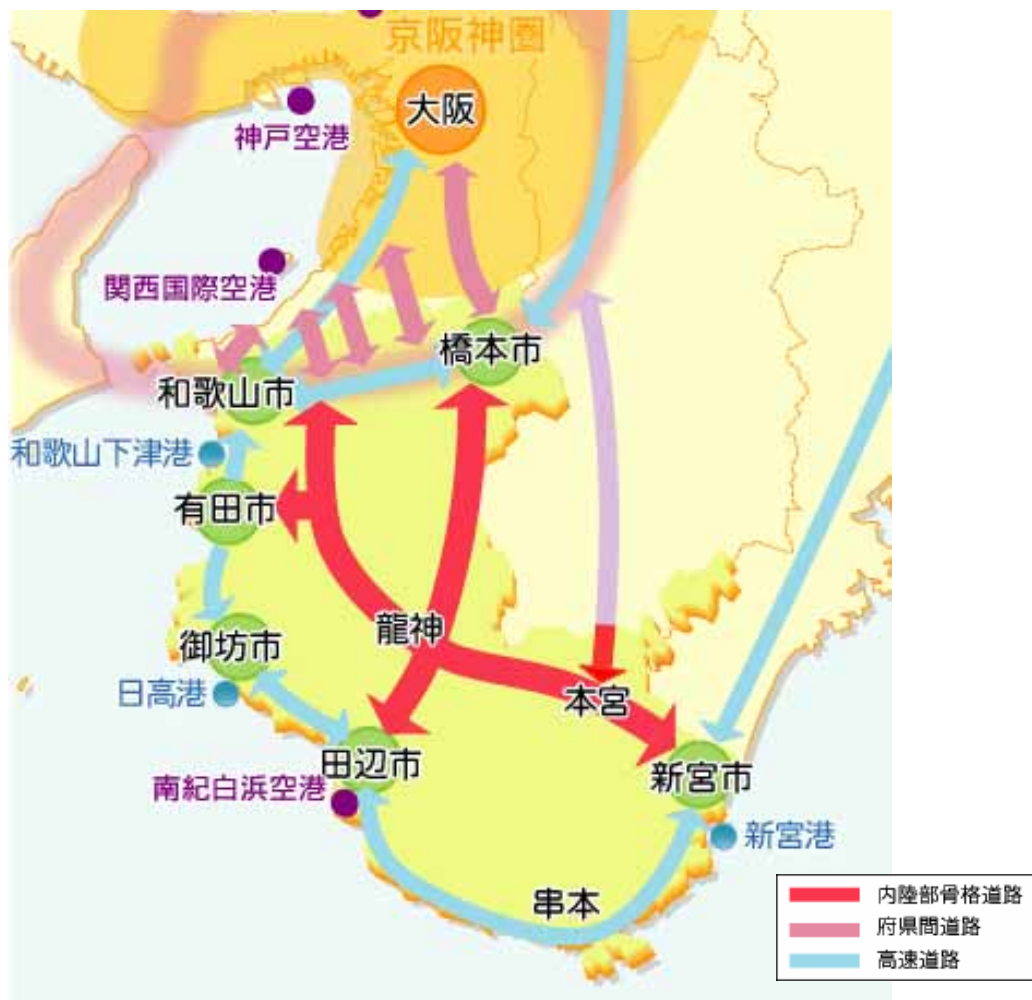 京阪神圏
大阪
神戸空港
関西国際空港
橋本市
和歌山市
和歌山下津港
有田市
龍神
御坊市
日高港
本宮
田辺市
新宮市
南紀白浜空港
新宮港
串本
内陸部骨格道路
府県間道路
高速道路